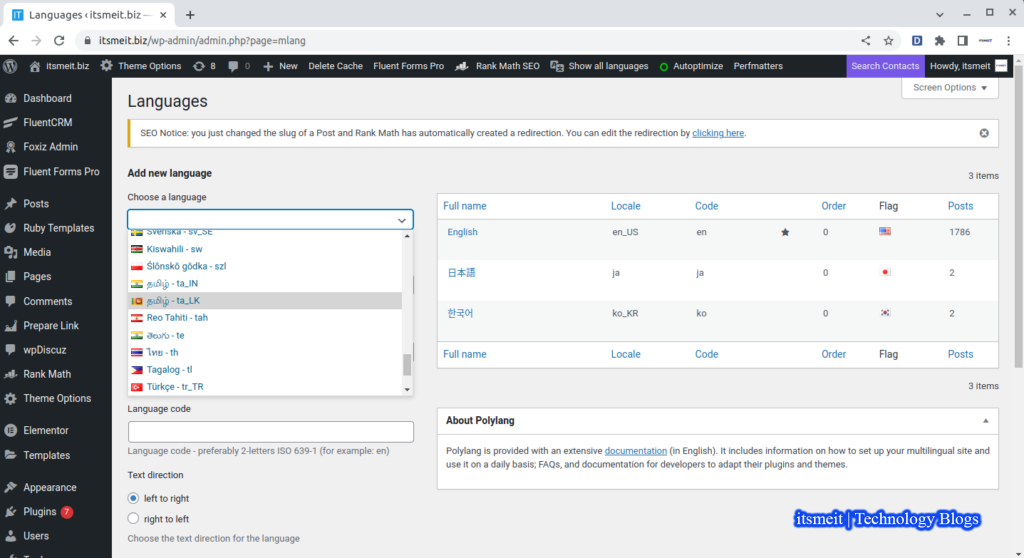 Languages ‹ itsmeit.biz —
itsmeit.biz/wp-admin/admin.php?page=mlang
itsmeit.biz
Theme Options
8
0
New
Delete Cache
Fluent Forms Pro
Rank Math SEO
Show all languages
Autoptimize
Perfmatters
Search Contacts
Howdy, itsmeit
Dashboard
FluentCRM
Foxiz Admin
Fluent Forms Pro
Posts
Ruby Templates
Media
Pages
Comments
Prepare Link
wpDiscuz
Rank Math
Theme Options
Elementor
Templates
Appearance
Plugins 7
Users
Screen Options
Languages
SEO Notice: you just changed the slug of a Post and Rank Math has automatically created a redirection. You can edit the redirection by clicking here.
Add new language
Choose a language
Svenska - sv_SE
Kiswahili - sw
Ślōnskŏ gŏdka - szl
தமிழ் - ta_IN
தமிழ் - ta_LK
Reo Tahiti - tah
తెలుగు - te
ไทย - th
Tagalog - tl
Türkçe - tr_TR
Language code
Language code - preferably 2-letters ISO 639-1 (for example: en)
Text direction
left to right
right to left
Choose the text direction for the language
3 items
Full name Locale Code Order Flag Posts
English en_US en 0 1786
日本語 ja ja 0 2
한국어 ko_KR ko 0 2
Full name Locale Code Order Flag Posts
3 items
About Polylang
Polylang is provided with an extensive documentation (in English). It includes information on how to set up your multilingual site and
use it on a daily basis; FAQs, and documentation for developers to adapt their plugins and themes.
itsmeit | Technology Blogs